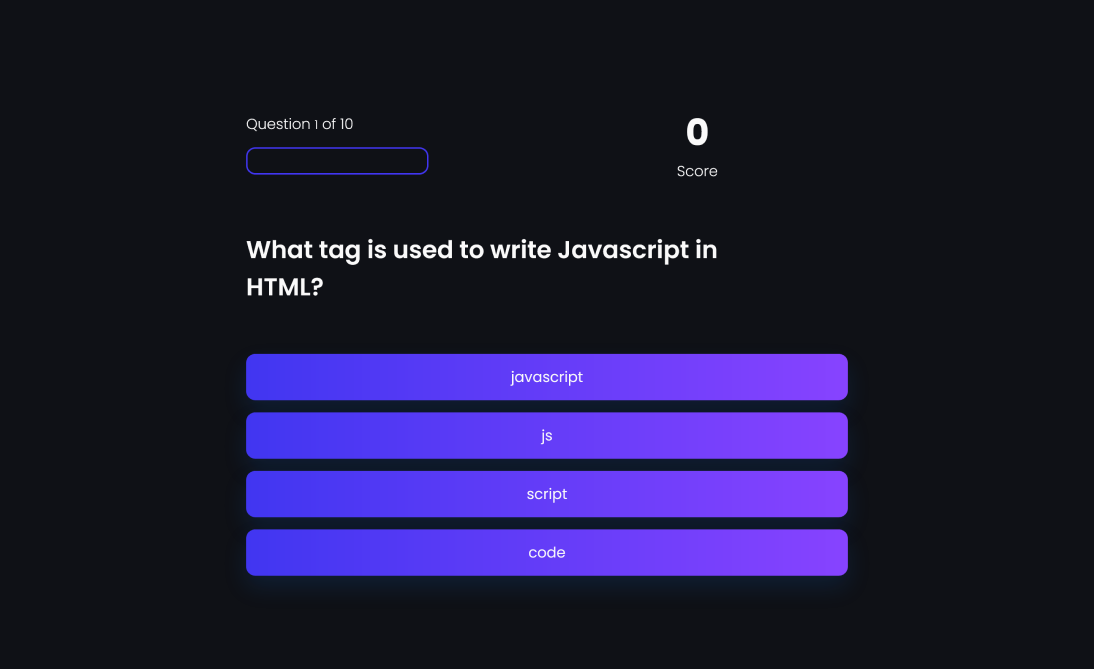 Question 1 of 10
0
Score
What tag is used to write Javascript in
HTML?
javascript
js
script
code